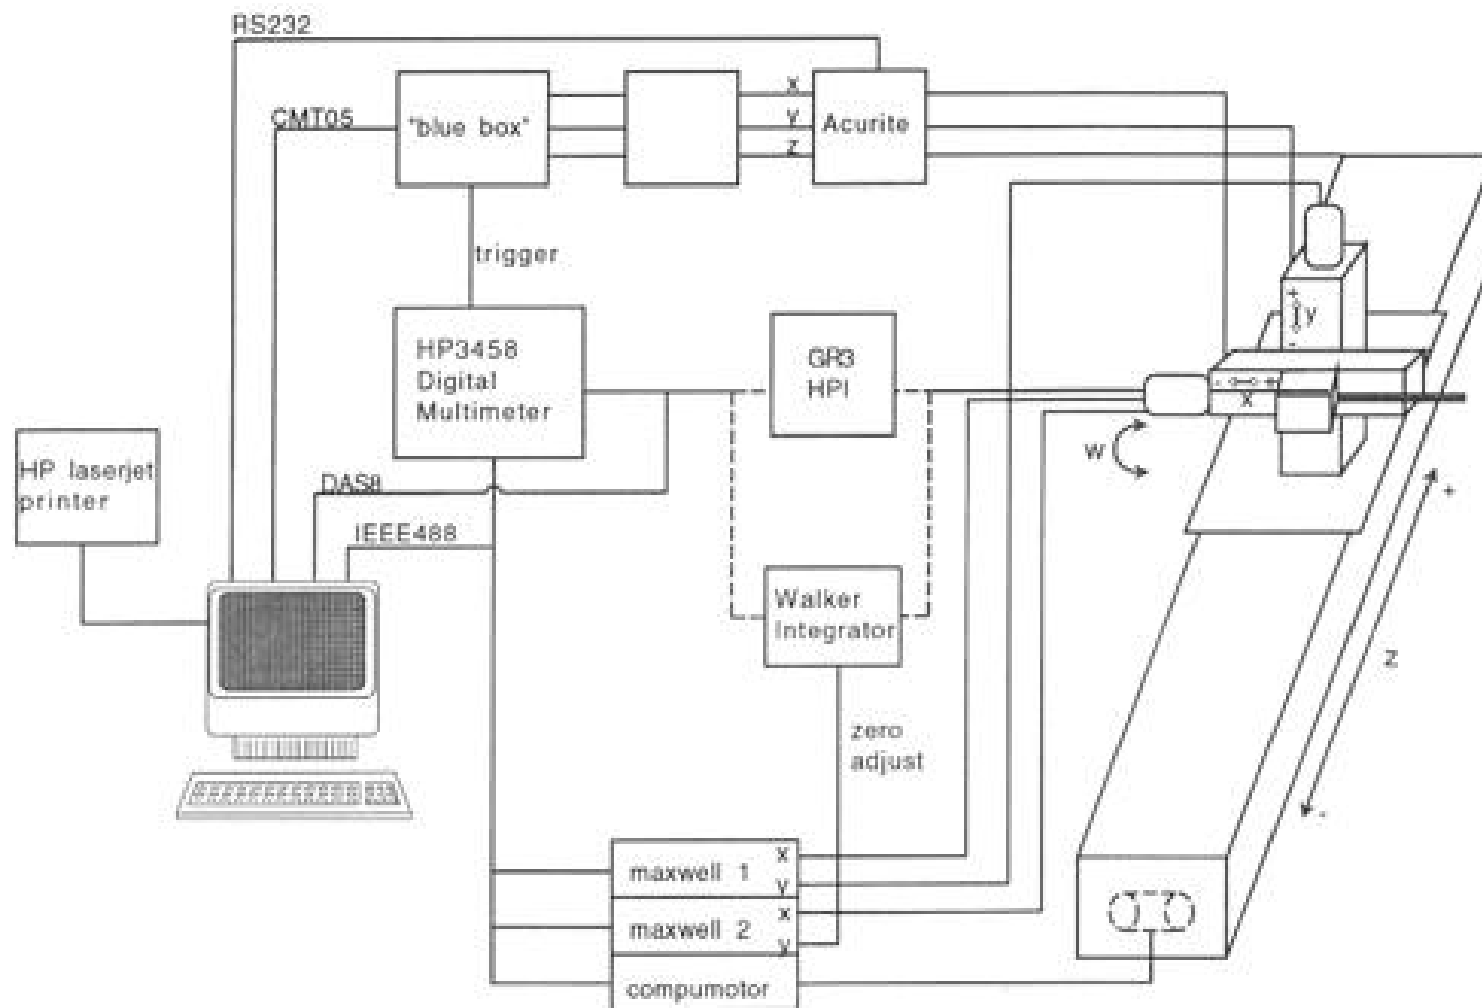 RS232
CMT05
"blue box"
x
y
z
Acurite
trigger
HP3458
Digital
Multimeter
GR3
HPI
+
y
-
- +
x
w
HP laserjet
printer
DAS8
IEEE488
+
Walker
Integrator
z
zero
adjust
-
maxwell 1
x
y
maxwell 2
x
y
compumotor